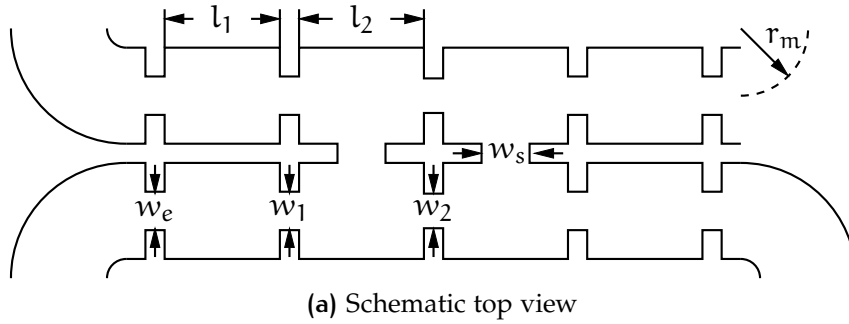 l₁ l₂ rₘ
wₛ
wₑ w₁ w₂
(a) Schematic top view